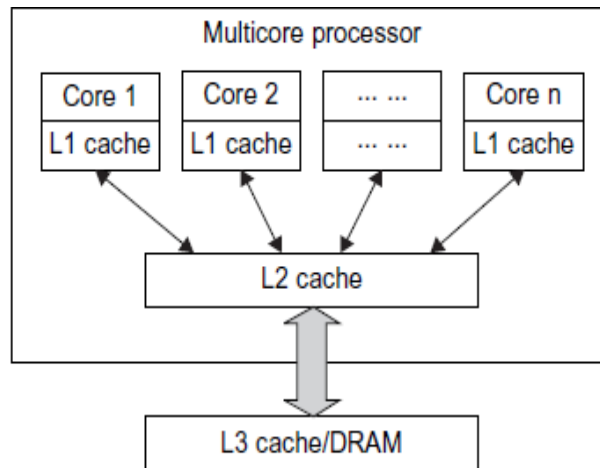 Multicore processor
Core 1
Core 2
... ...
Core n
L1 cache
L1 cache
... ...
L1 cache
L2 cache
L3 cache/DRAM